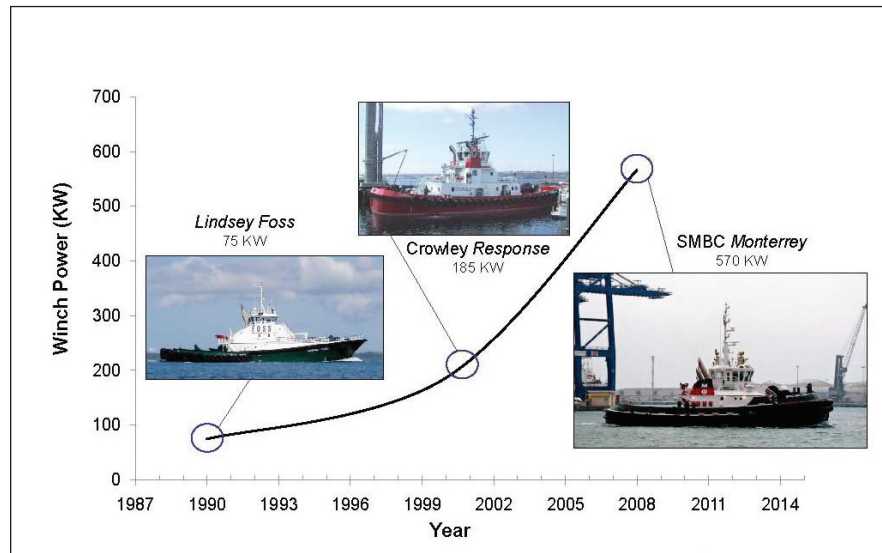 700
600
500
400
300
200
100
0
Winch Power (KW)
Lindsey Foss
75 KW
FOSS
Crowley Response
185 KW
SMBC Monterrey
570 KW
1987 1990 1993 1996 1999 2002 2005 2008 2011 2014
Year